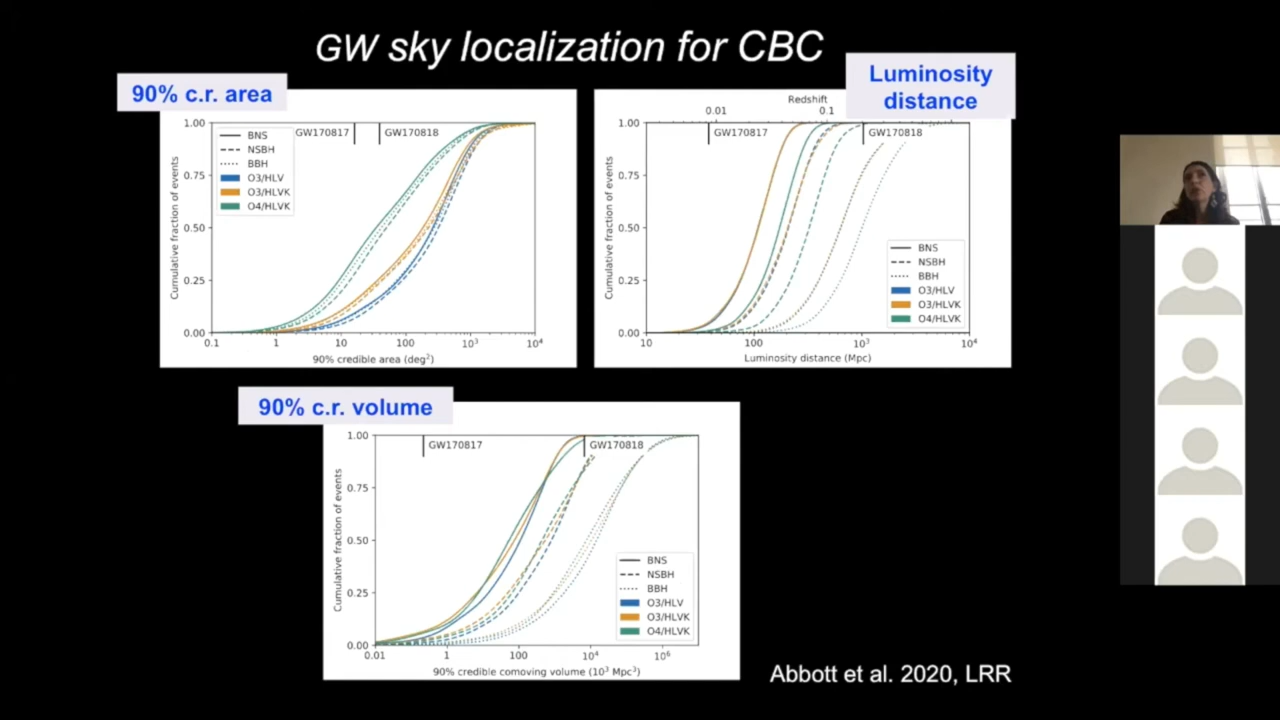 GW sky localization for CBC
90% c.r. area
GW170817
GW170818
BNS
NSBH
BBH
O3/HLV
O3/HLVK
O4/HLVK
Cumulative fraction of events
1.00
0.75
0.50
0.25
0.00
0.1
1
10
100
10³
10⁴
90% credible area (deg²)
Luminosity
distance
Redshift
0.01
0.1
GW170817
GW170818
Cumulative fraction of events
1.00
0.75
0.50
0.25
0.00
BNS
NSBH
BBH
O3/HLV
O3/HLVK
O4/HLVK
10
100
10³
10⁴
Luminosity distance (Mpc)
90% c.r. volume
GW170817
GW170818
Cumulative fraction of events
1.00
0.75
0.50
0.25
0.00
BNS
NSBH
BBH
O3/HLV
O3/HLVK
O4/HLVK
0.01
1
100
10⁴
10⁶
90% credible comoving volume (10³ Mpc³)
Abbott et al. 2020, LRR